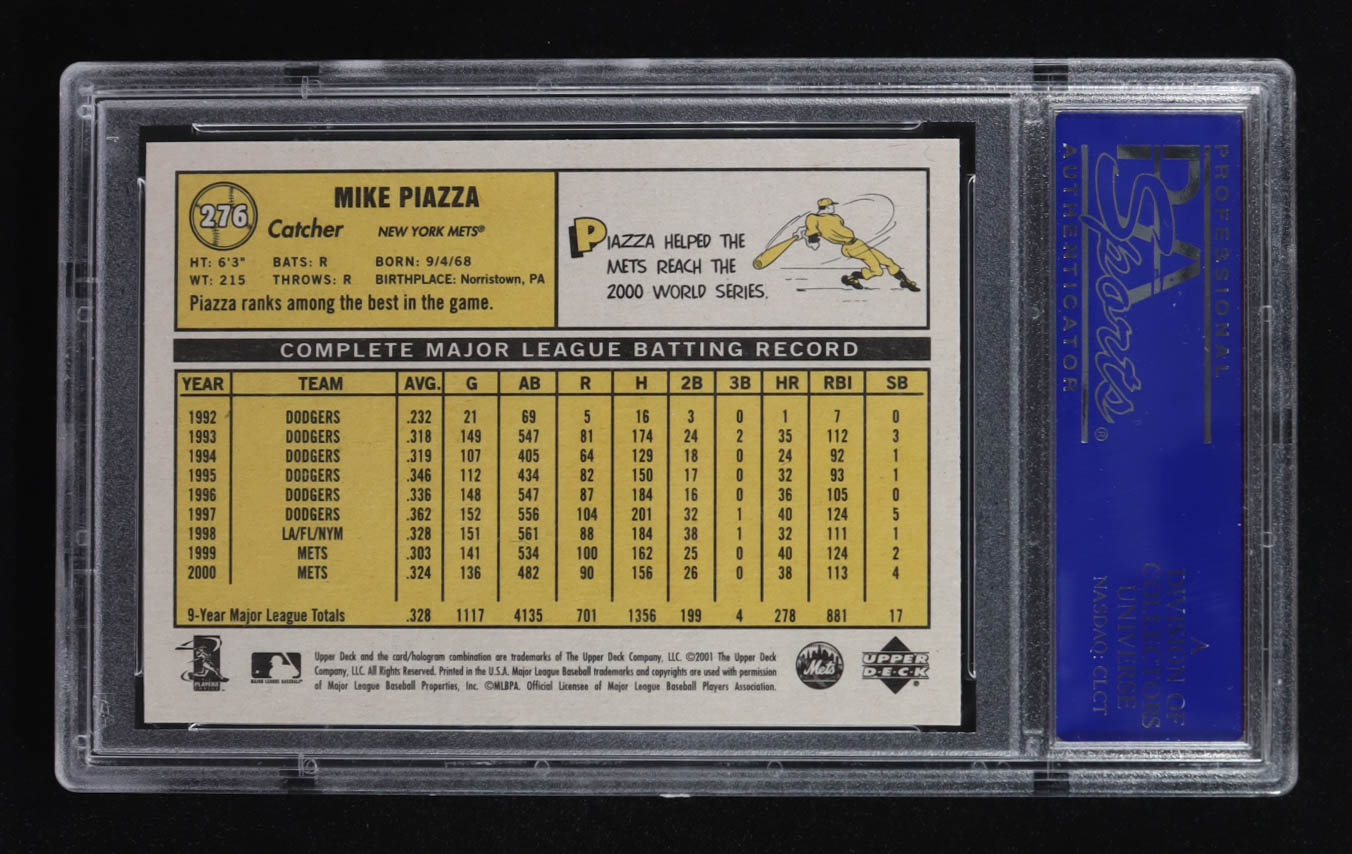 276
MIKE PIAZZA
Catcher NEW YORK METS®
HT: 6'3" BATS: R BORN: 9/4/68
WT: 215 THROWS: R BIRTHPLACE: Norristown, PA
Piazza ranks among the best in the game.
PIAZZA HELPED THE
METS REACH THE
2000 WORLD SERIES.
COMPLETE MAJOR LEAGUE BATTING RECORD
YEAR TEAM AVG. G AB R H 2B 3B HR RBI SB
1992 DODGERS .232 21 69 5 16 3 0 1 7 0
1993 DODGERS .318 149 547 81 174 24 2 35 112 3
1994 DODGERS .319 107 405 64 129 18 0 24 92 1
1995 DODGERS .346 112 434 82 150 17 0 32 93 1
1996 DODGERS .336 148 547 87 184 16 0 36 105 0
1997 DODGERS .362 152 556 104 201 32 1 40 124 5
1998 LA/FL/NYM .328 151 561 88 184 38 1 32 111 1
1999 METS .303 141 534 100 162 25 0 40 124 2
2000 METS .324 136 482 90 156 26 0 38 113 4
9-Year Major League Totals .328 1117 4135 701 1356 199 4 278 881 17
Upper Deck and the card/hologram combination are trademarks of The Upper Deck Company, LLC. ©2001 The Upper Deck
Company, LLC. All Rights Reserved. Printed in the U.S.A. Major League Baseball trademarks and copyrights are used with permission
of Major League Baseball Properties, Inc. ©MLBPA. Official Licensee of Major League Baseball Players Association.
PLAYERS
MAJOR LEAGUE BASEBALL
Mets
UPPER
DECK
PROFESSIONAL
PSA
Sports®
AUTHENTICATOR
A
DIVISION OF
COLLECTORS
UNIVERSE
NASDAQ: CLCT